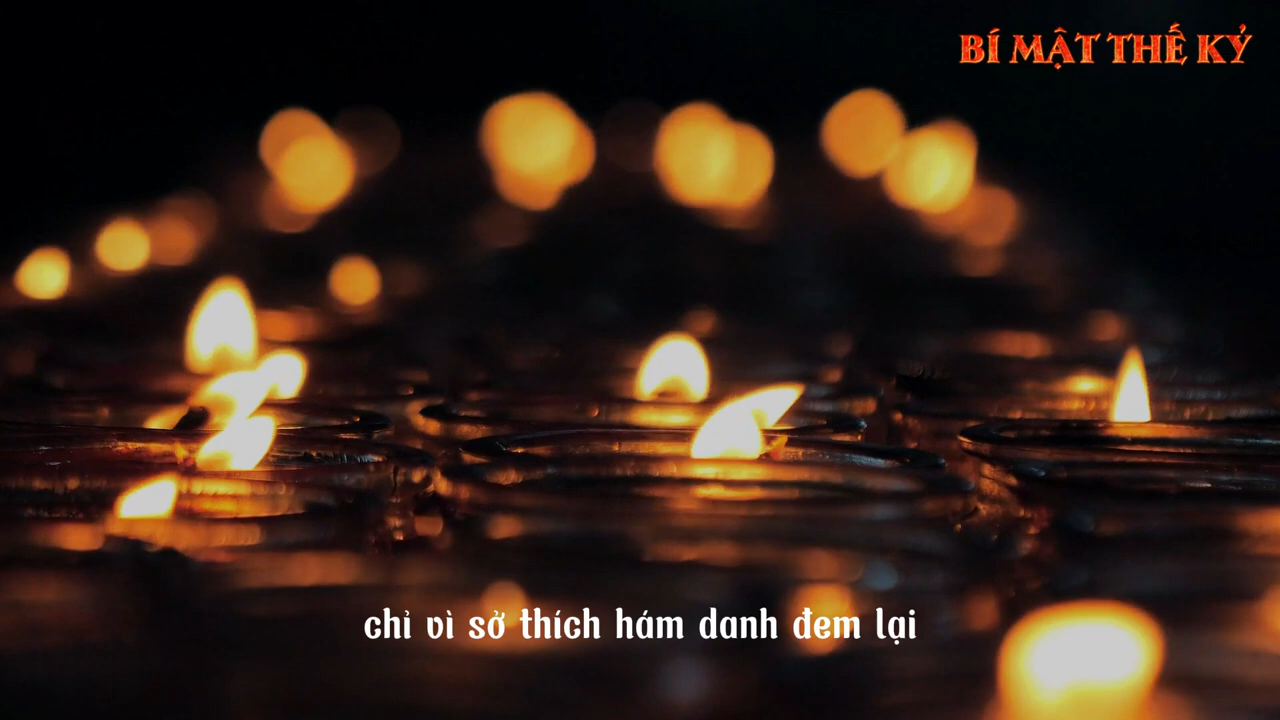 BÍ MẬT THẾ KỶ
chỉ vì sở thích hám danh đem lại